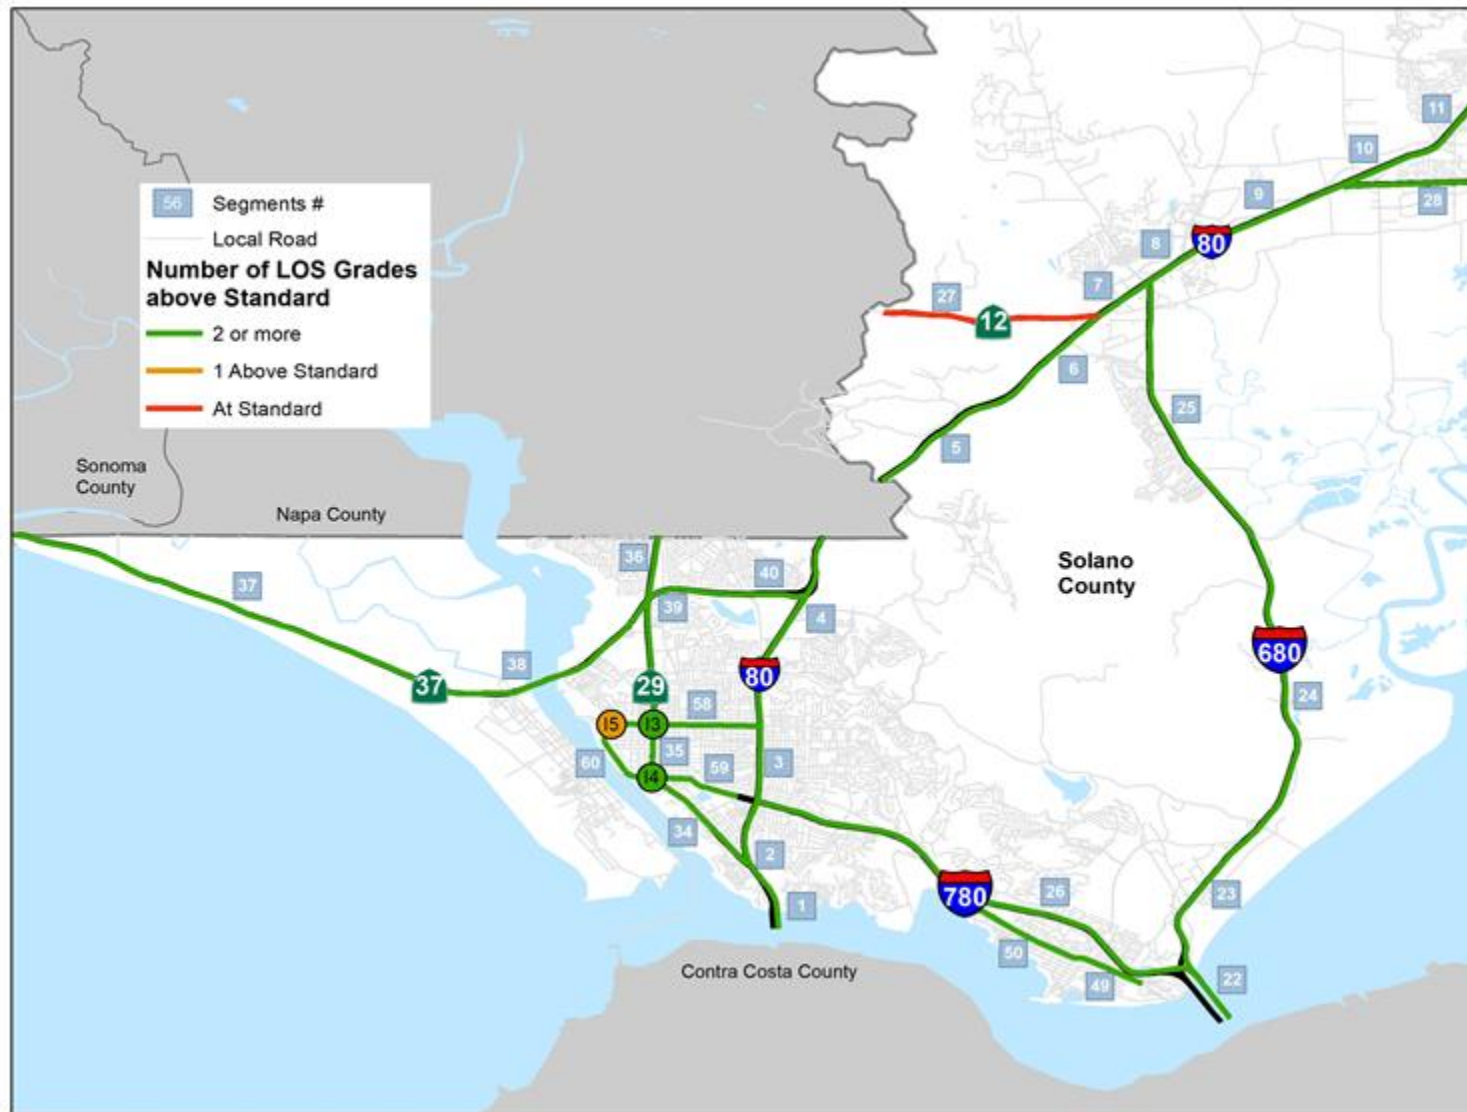 56 Segments #
Local Road
Number of LOS Grades
above Standard
2 or more
1 Above Standard
At Standard
11
10
9
28
8
80
7
27
12
6
25
5
Sonoma
County
Napa County
Solano
County
36
40
37
39
4
38
680
80
37
29
24
58
I5
I3
35
60
59
3
I4
34
2
780
26
23
1
50
Contra Costa County
22
49